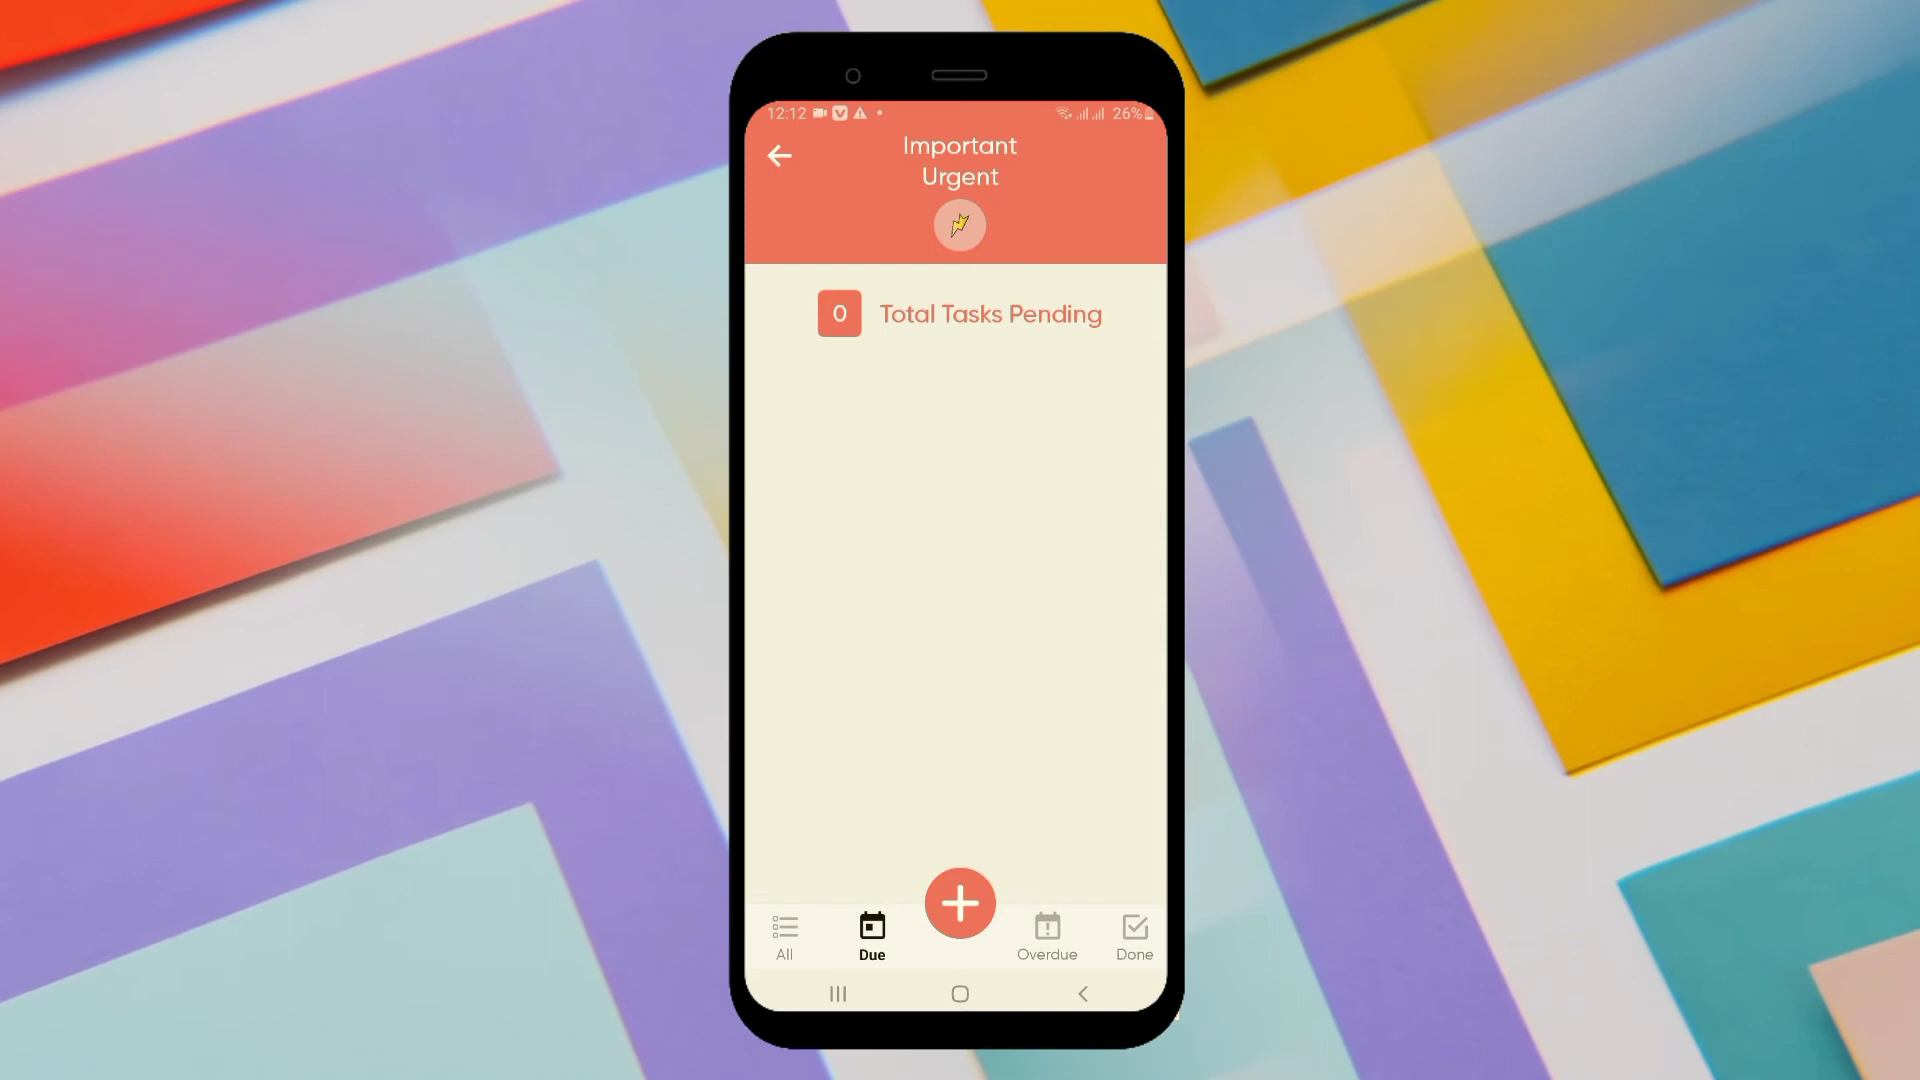 12:12
26%
Important
Urgent
0 Total Tasks Pending
All
Due
Overdue
Done